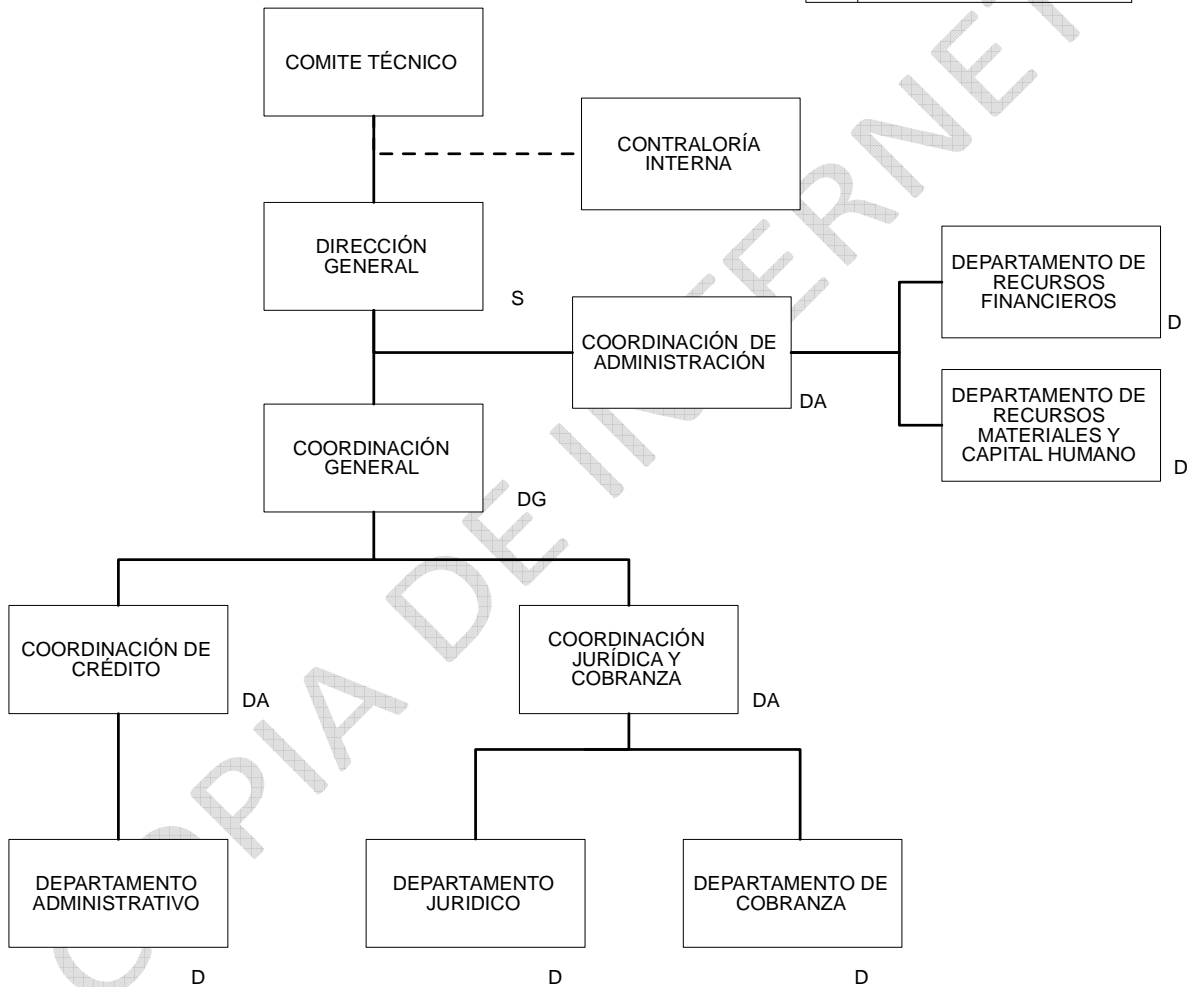 COMITE TÉCNICO
CONTRALORÍA
INTERNA
DIRECCIÓN
GENERAL
S
DEPARTAMENTO DE
RECURSOS
FINANCIEROS
D
COORDINACIÓN DE
ADMINISTRACIÓN
DA
DEPARTAMENTO DE
RECURSOS
MATERIALES Y
CAPITAL HUMANO
D
COORDINACIÓN
GENERAL
DG
COORDINACIÓN DE
CRÉDITO
DA
COORDINACIÓN
JURÍDICA Y
COBRANZA
DA
DEPARTAMENTO
ADMINISTRATIVO
D
DEPARTAMENTO
JURIDICO
D
DEPARTAMENTO DE
COBRANZA
D
COPIA DE INTERNET